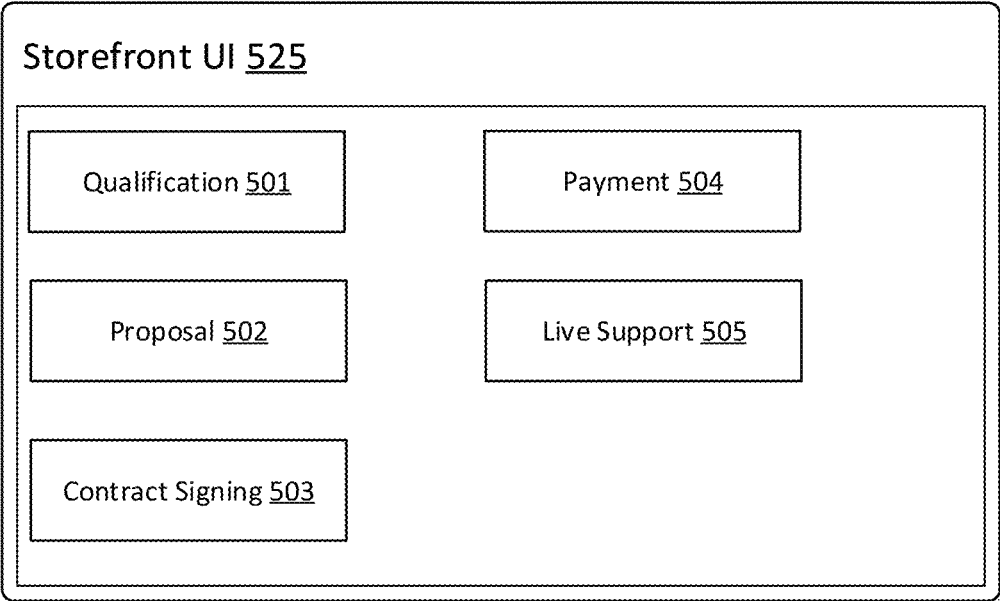 Storefront UI 525
Qualification 501
Payment 504
Proposal 502
Live Support 505
Contract Signing 503